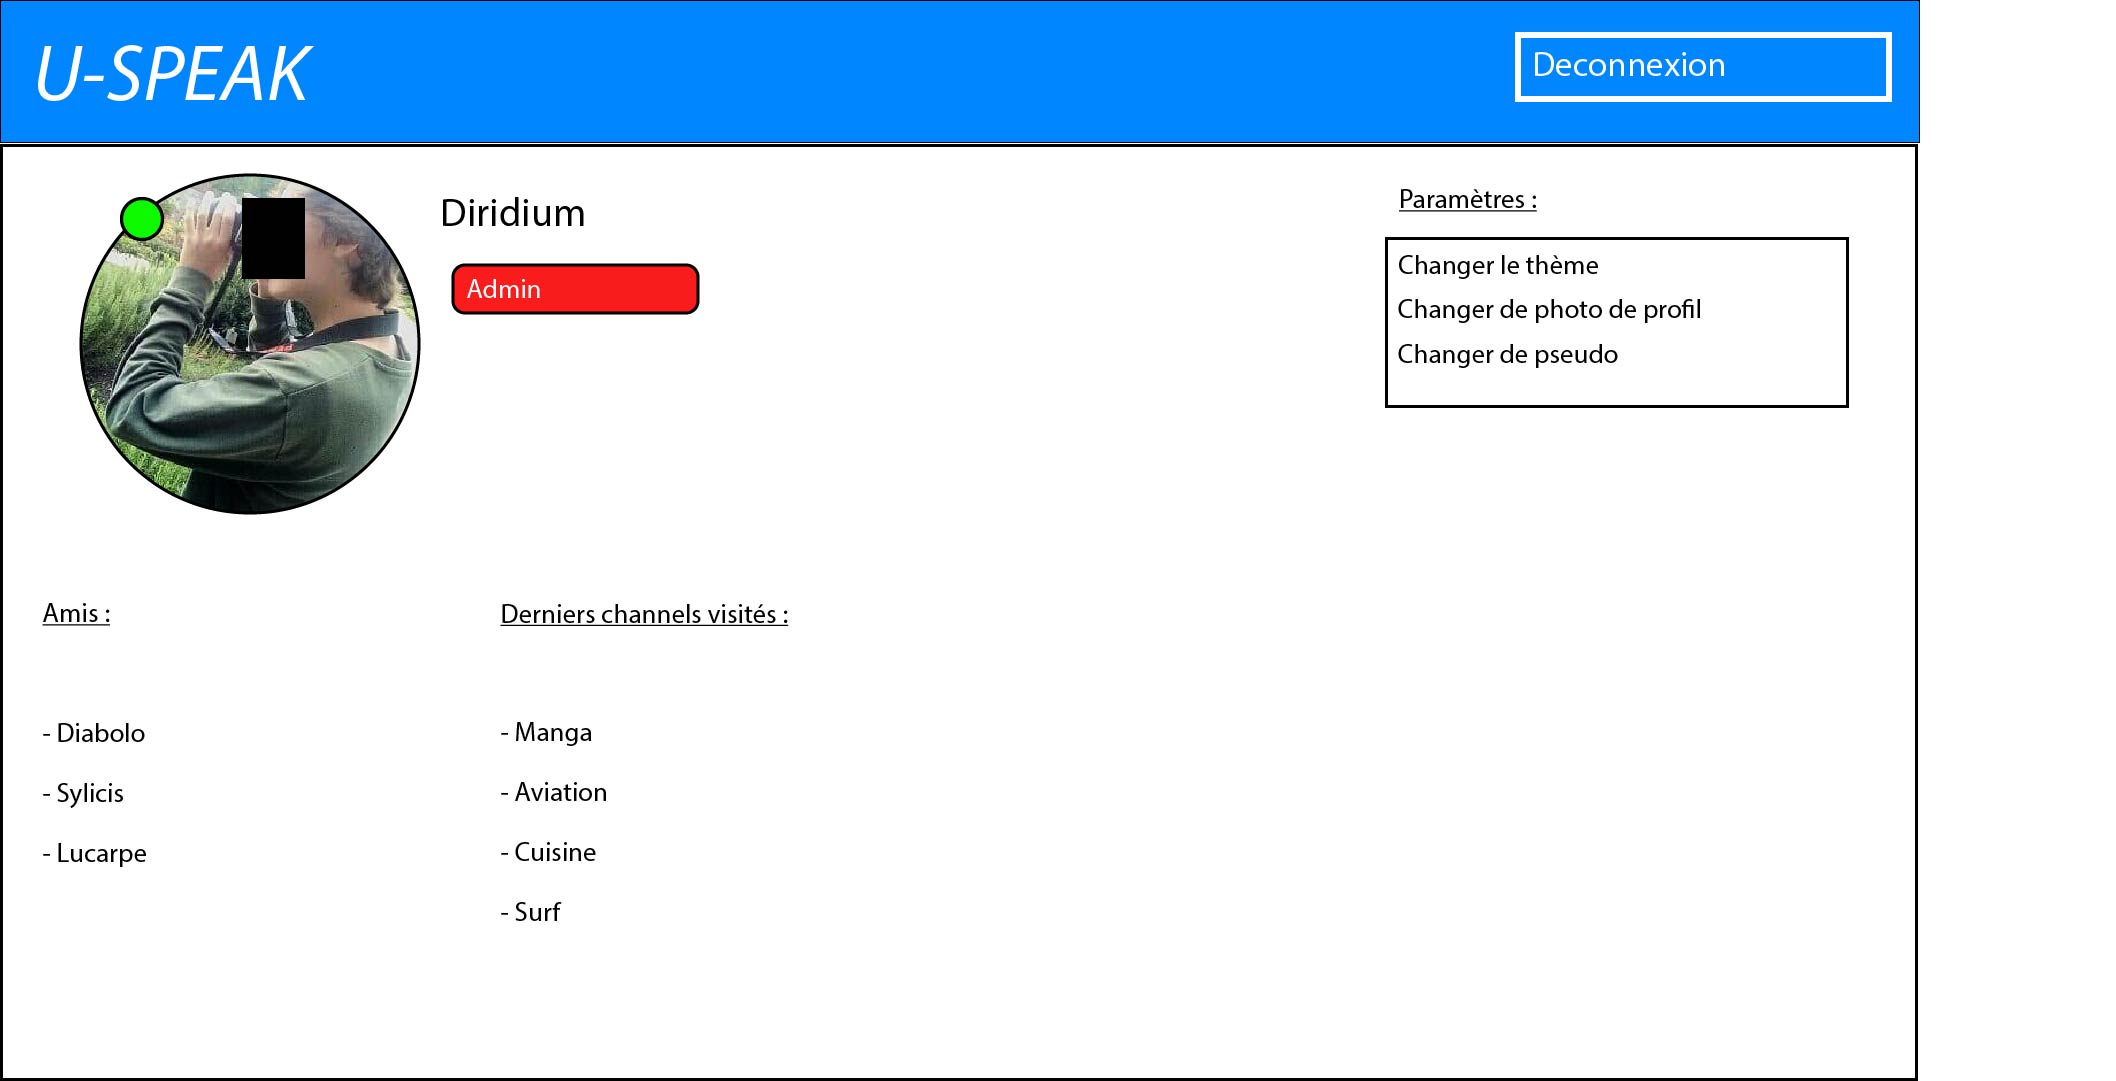 U-SPEAK
Deconnexion
Diridium
Admin
Paramètres :
Changer le thème
Changer de photo de profil
Changer de pseudo
Amis :
- Diabolo
- Sylicis
- Lucarpe
Derniers channels visités :
- Manga
- Aviation
- Cuisine
- Surf